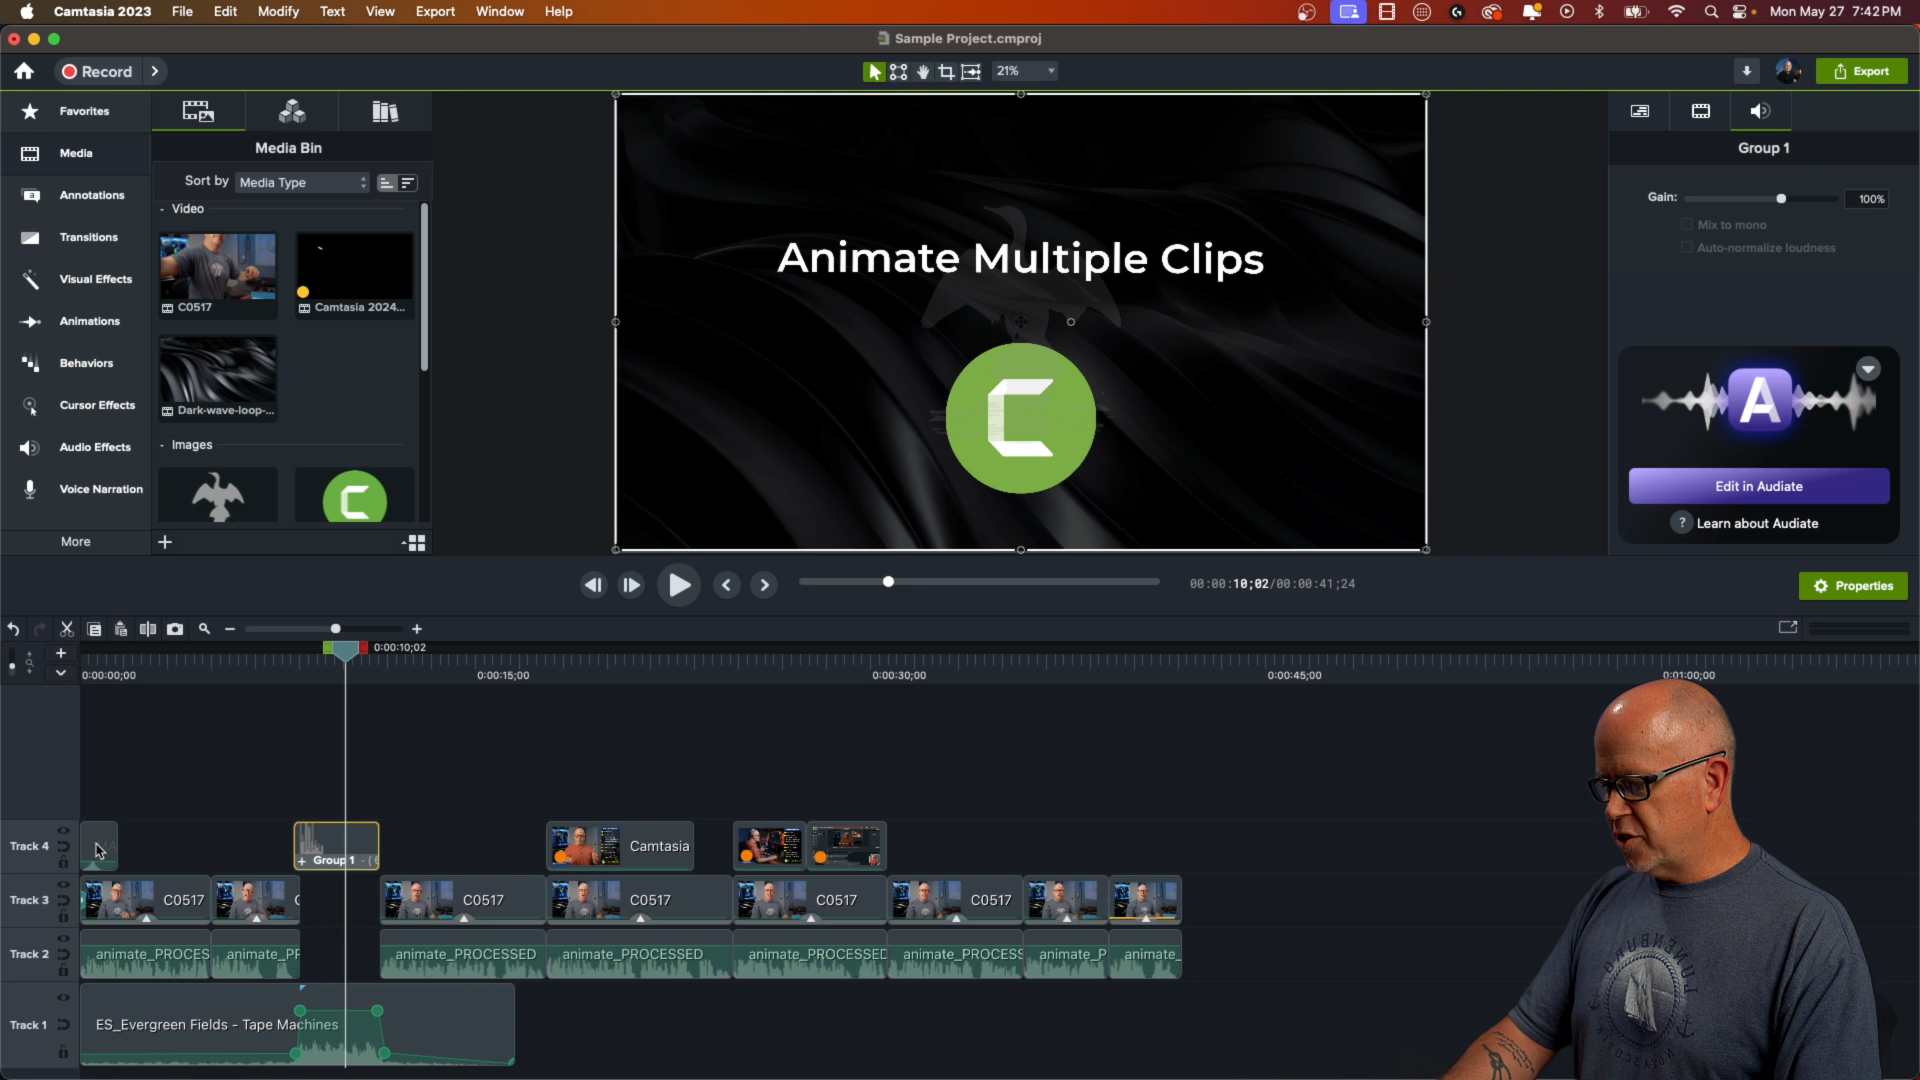 Camtasia 2023 File Edit Modify Text View Export Window Help
Mon May 27 7:42 PM
Sample Project.cmproj
Record
21%
Export
Favorites
Media
Annotations
Transitions
Visual Effects
Animations
Behaviors
Cursor Effects
Audio Effects
Voice Narration
More
Media Bin
Sort by Media Type
Video
C0517
Camtasia 2024...
Dark-wave-loop-...
Images
Animate Multiple Clips
Group 1
Gain: 100%
Mix to mono
Auto-normalize loudness
A
Edit in Audiate
? Learn about Audiate
00:00:10;02/00:00:41;24
Properties
0:00:10;02
0:00:00;00 0:00:15;00 0:00:30;00 0:00:45;00 0:01:00;00
Track 4
Group 1
Camtasia
Track 3
C0517
C0517
C0517
C0517
C0517
Track 2
animate_PROCES
animate_PR
animate_PROCESSED
animate_PROCESSED
animate_PROCESSED
animate_PROCESS
animate_P
animate_
Track 1
ES_Evergreen Fields - Tape Machines